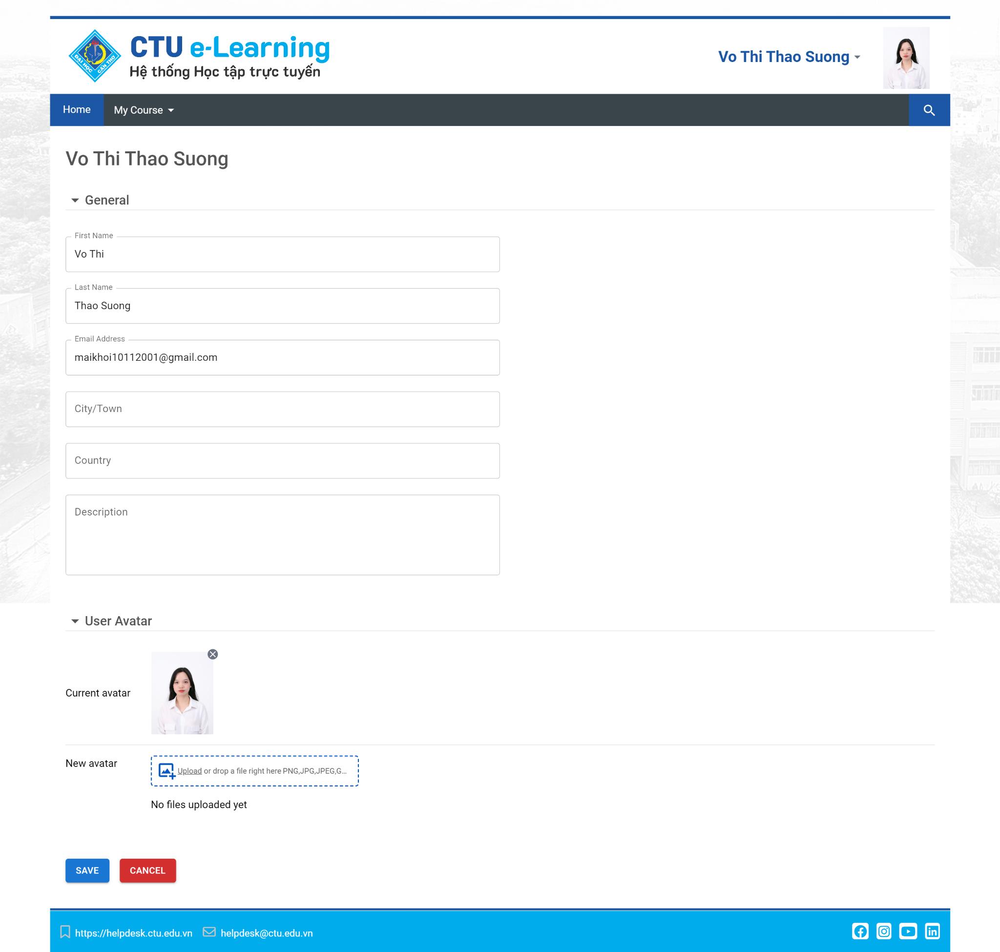 ĐẠI HỌC CẦN THƠ
CTU e-Learning
Hệ thống Học tập trực tuyến
Vo Thi Thao Suong
Home
My Course
Vo Thi Thao Suong
General
First Name
Vo Thi
Last Name
Thao Suong
Email Address
maikhoi10112001@gmail.com
City/Town
Country
Description
User Avatar
Current avatar
New avatar
Upload or drop a file right here PNG,JPG,JPEG,G...
No files uploaded yet
SAVE
CANCEL
https://helpdesk.ctu.edu.vn
helpdesk@ctu.edu.vn